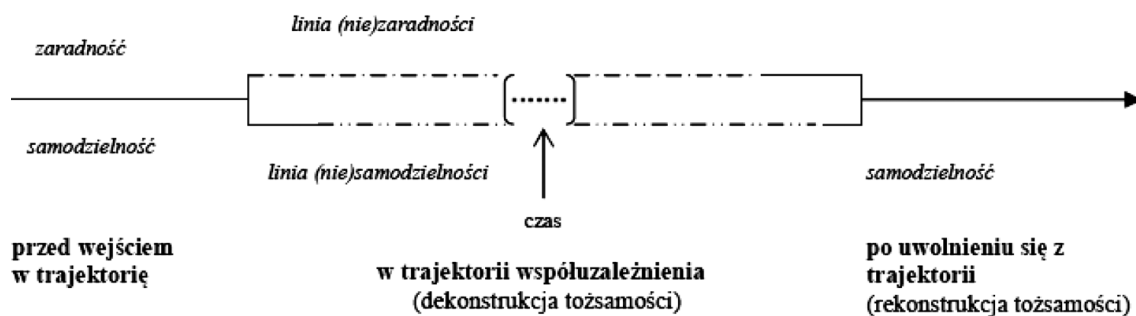 linia (nie)zaradności
zaradność
samodzielność
linia (nie)samodzielności
samodzielność
czas
przed wejściem
w trajektorię
w trajektorii współuzależnienia
(dekonstrukcja tożsamości)
po uwolnieniu się z
trajektorii
(rekonstrukcja tożsamości)